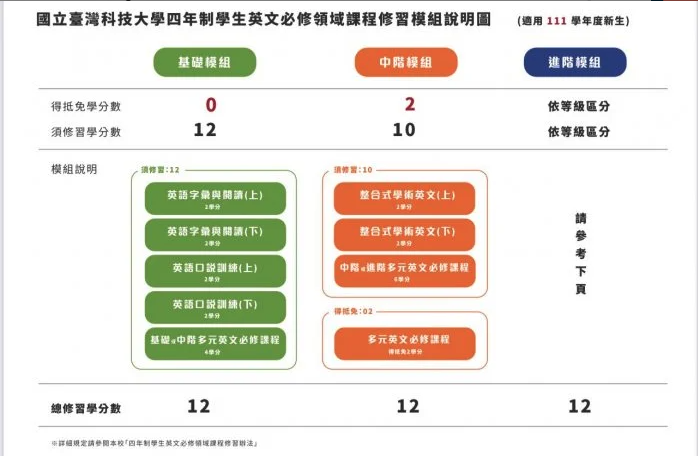 國立臺灣科技大學四年制學生英文必修領域課程修習模組說明圖 (適用 111 學年度新生)
基礎模組 中階模組 進階模組
得抵免學分數 0 2 依等級區分
須修習學分數 12 10 依等級區分
模組說明
須修習:12
英語字彙與閱讀(上)
2學分
英語字彙與閱讀(下)
2學分
英語口說訓練(上)
2學分
英語口說訓練(下)
2學分
基礎或中階多元英文必修課程
4學分
須修習:10
整合式學術英文(上)
2學分
整合式學術英文(下)
2學分
中階或進階多元英文必修課程
6學分
得抵免:02
多元英文必修課程
得抵免2學分
請參考下頁
總修習學分數 12 12 12
※詳細規定請參閱本校「四年制學生英文必修領域課程修習辦法」